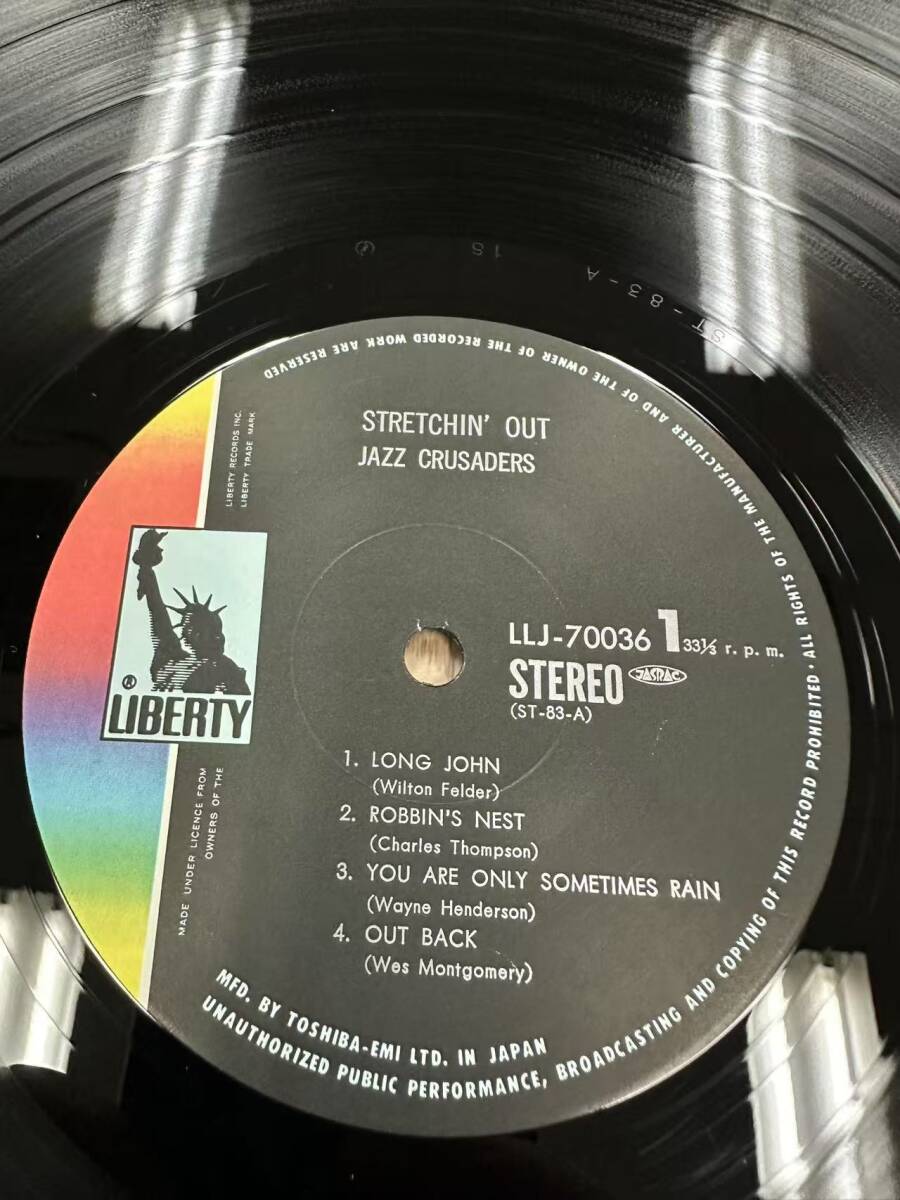 ST-83-A
1S
STRETCHIN' OUT
JAZZ CRUSADERS
LIBERTY RECORDS INC.
LIBERTY TRADE MARK
®
LIBERTY
LLJ-70036 1 33⅓ r.p.m.
STEREO JASRAC
(ST-83-A)
1. LONG JOHN
(Wilton Felder)
2. ROBBIN'S NEST
(Charles Thompson)
3. YOU ARE ONLY SOMETIMES RAIN
(Wayne Henderson)
4. OUT BACK
(Wes Montgomery)
MADE UNDER LICENCE FROM
OWNERS OF THE
MFD. BY TOSHIBA-EMI LTD. IN JAPAN
UNAUTHORIZED PUBLIC PERFORMANCE, BROADCASTING AND COPYING OF THIS RECORD PROHIBITED · ALL RIGHTS OF THE MANUFACTURER AND OF THE OWNER OF THE RECORDED WORK ARE RESERVED